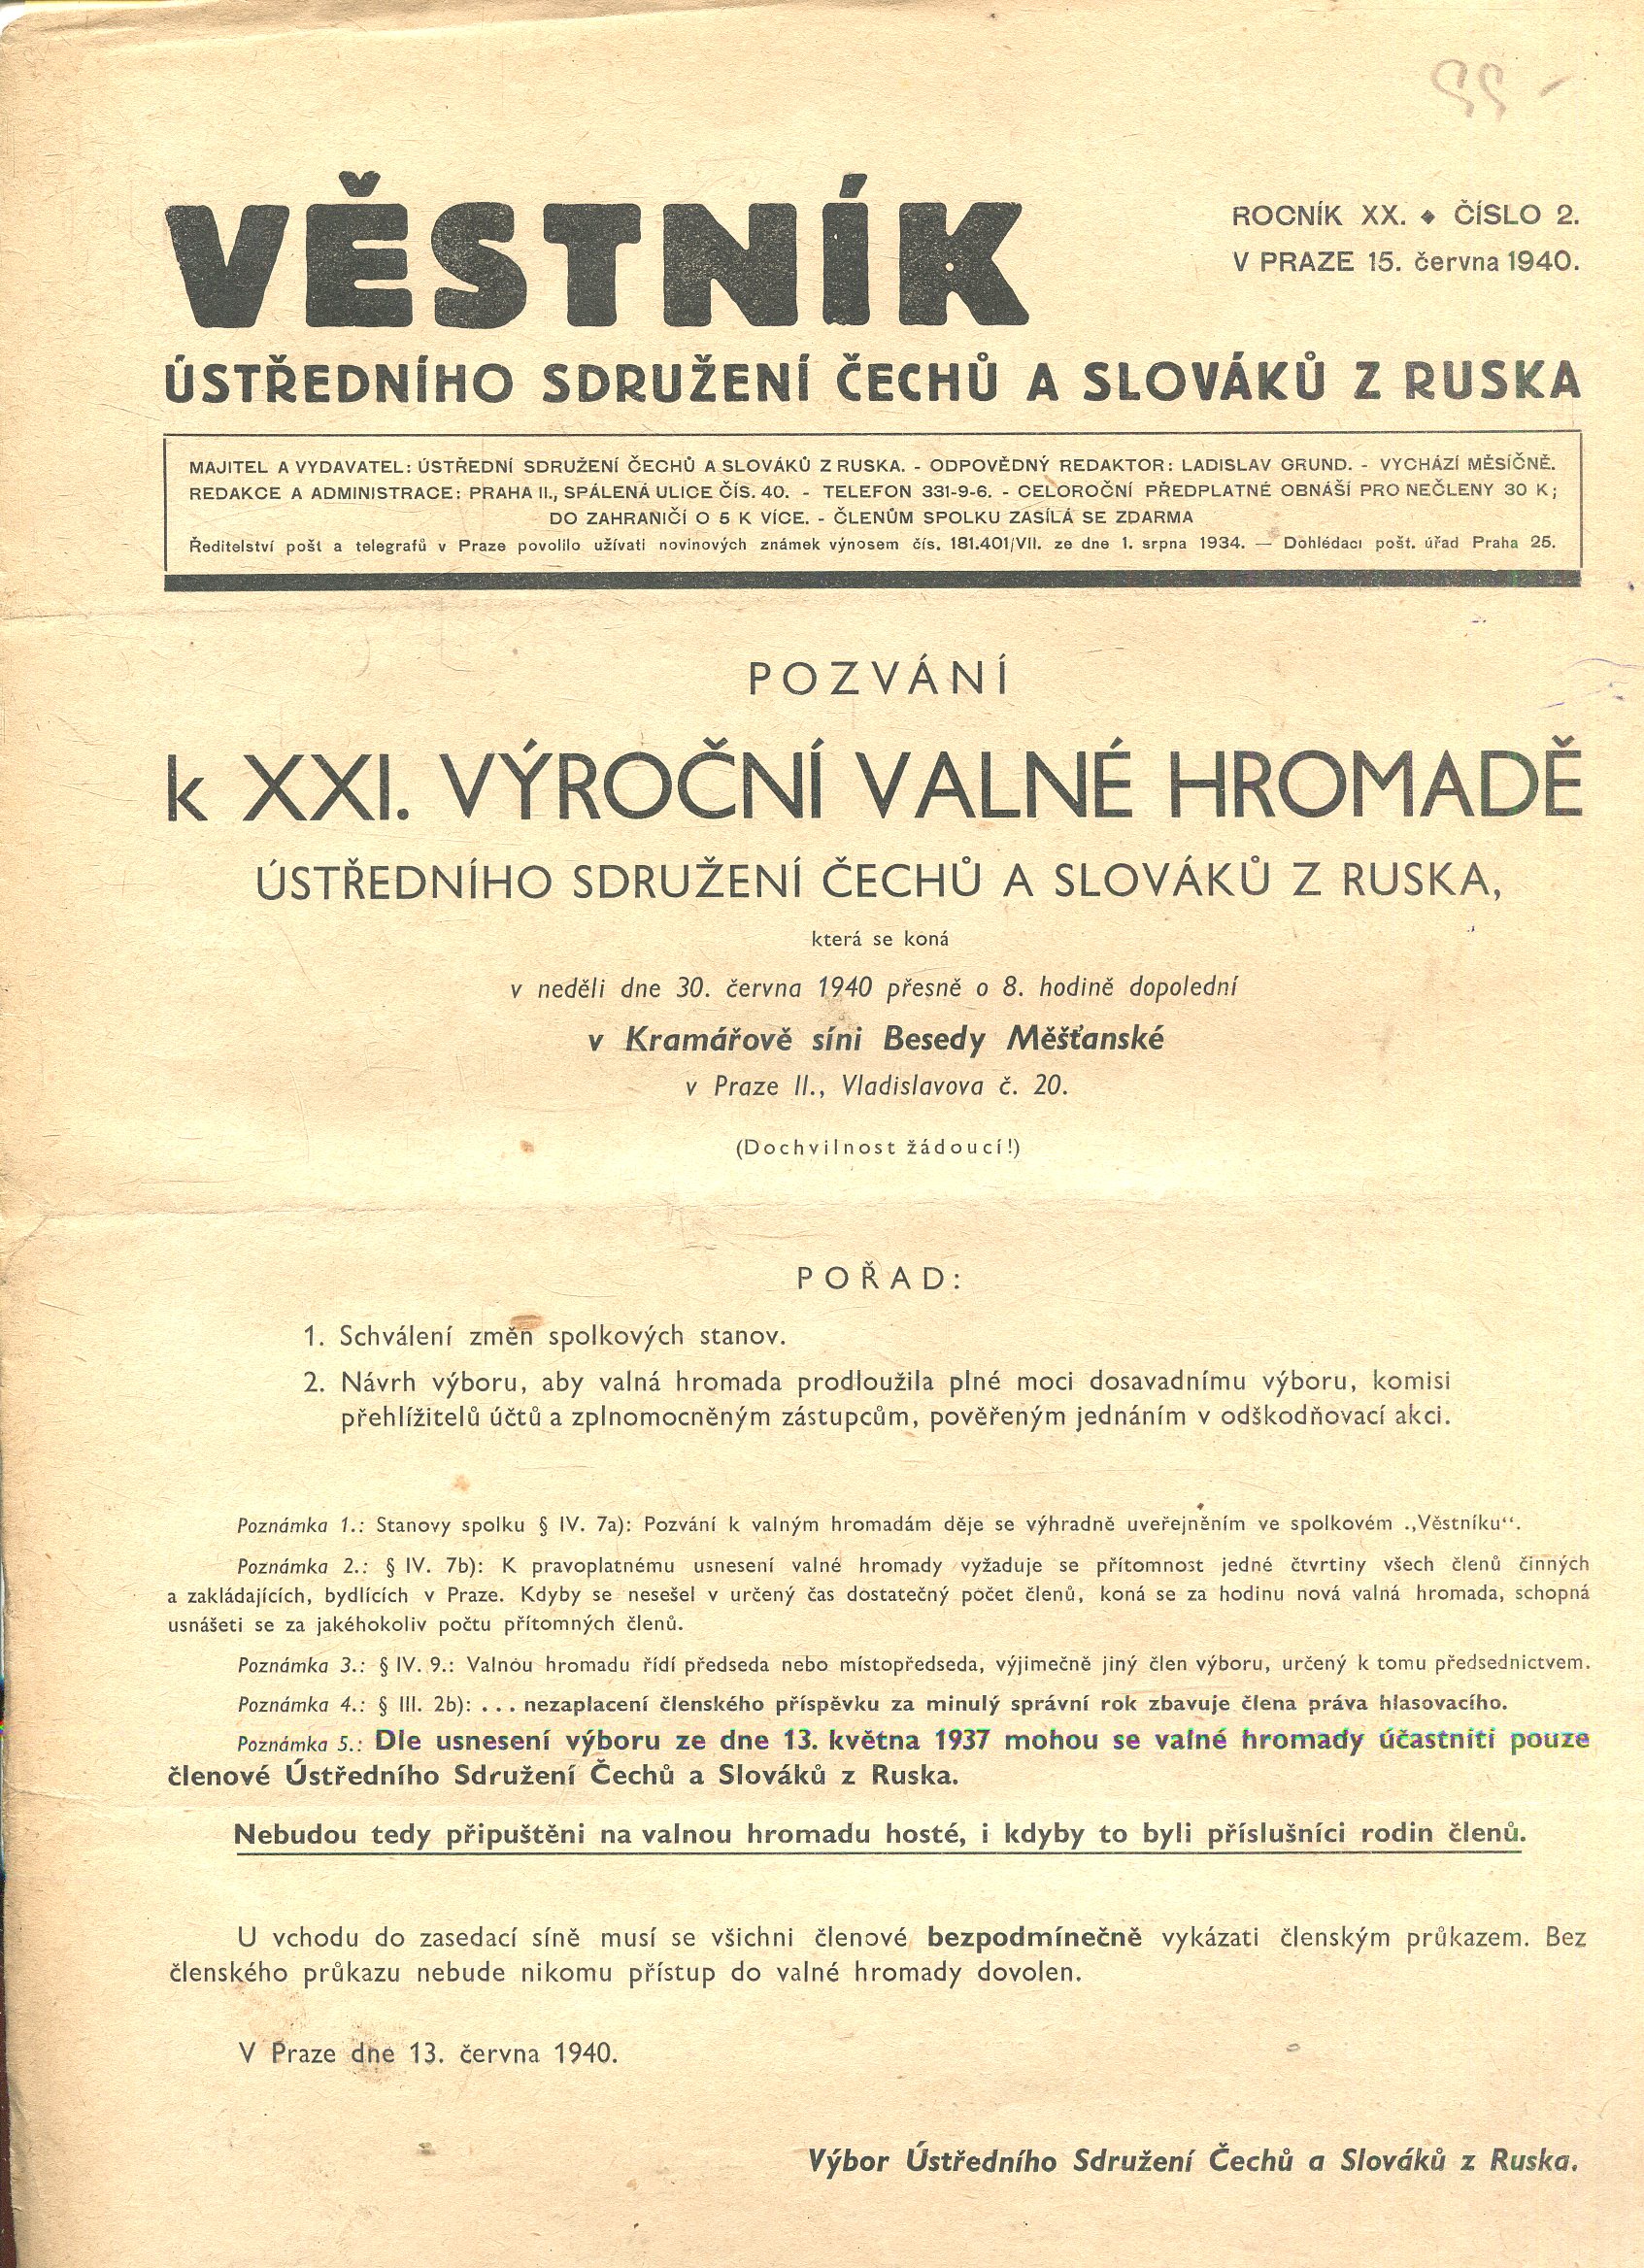 99 -
VĚSTNÍK
ROČNÍK XX. ◆ ČÍSLO 2.
V PRAZE 15. června 1940.
ÚSTŘEDNÍHO SDRUŽENÍ ČECHŮ A SLOVÁKŮ Z RUSKA
MAJITEL A VYDAVATEL: ÚSTŘEDNÍ SDRUŽENÍ ČECHŮ A SLOVÁKŮ Z RUSKA. - ODPOVĚDNÝ REDAKTOR: LADISLAV GRUND. - VYCHÁZÍ MĚSÍČNĚ.
REDAKCE A ADMINISTRACE: PRAHA II., SPÁLENÁ ULICE ČÍS. 40. - TELEFON 331-9-6. - CELOROČNÍ PŘEDPLATNÉ OBNÁŠÍ PRO NEČLENY 30 K;
DO ZAHRANIČÍ O 5 K VÍCE. - ČLENŮM SPOLKU ZASÍLÁ SE ZDARMA
Ředitelství pošt a telegrafů v Praze povolilo užívati novinových známek výnosem čís. 181.401/VII. ze dne 1. srpna 1934. — Dohlédací pošt. úřad Praha 25.
POZVÁNÍ
k XXI. VÝROČNÍ VALNÉ HROMADĚ
ÚSTŘEDNÍHO SDRUŽENÍ ČECHŮ A SLOVÁKŮ Z RUSKA,
která se koná
v neděli dne 30. června 1940 přesně o 8. hodině dopolední
v Kramářově síni Besedy Měšťanské
v Praze II., Vladislavova č. 20.
(Dochvilnost žádoucí!)
POŘAD:
1. Schválení změn spolkových stanov.
2. Návrh výboru, aby valná hromada prodloužila plné moci dosavadnímu výboru, komisi
přehlížitelů účtů a zplnomocněným zástupcům, pověřeným jednáním v odškodňovací akci.
Poznámka 1.: Stanovy spolku § IV. 7a): Pozvání k valným hromadám děje se výhradně uveřejněním ve spolkovém „Věstníku“.
Poznámka 2.: § IV. 7b): K pravoplatnému usnesení valné hromady vyžaduje se přítomnost jedné čtvrtiny všech členů činných
a zakládajících, bydlících v Praze. Kdyby se nesešel v určený čas dostatečný počet členů, koná se za hodinu nová valná hromada, schopná
usnášeti se za jakéhokoliv počtu přítomných členů.
Poznámka 3.: § IV. 9.: Valnou hromadu řídí předseda nebo místopředseda, výjimečně jiný člen výboru, určený k tomu předsednictvem.
Poznámka 4.: § III. 2b): . . . nezaplacení členského příspěvku za minulý správní rok zbavuje člena práva hlasovacího.
Poznámka 5.: Dle usnesení výboru ze dne 13. května 1937 mohou se valné hromady účastniti pouze
členové Ústředního Sdružení Čechů a Slováků z Ruska.
Nebudou tedy připuštěni na valnou hromadu hosté, i kdyby to byli příslušníci rodin členů.
U vchodu do zasedací síně musí se všichni členové bezpodmínečně vykázati členským průkazem. Bez
členského průkazu nebude nikomu přístup do valné hromady dovolen.
V Praze dne 13. června 1940.
Výbor Ústředního Sdružení Čechů a Slováků z Ruska.